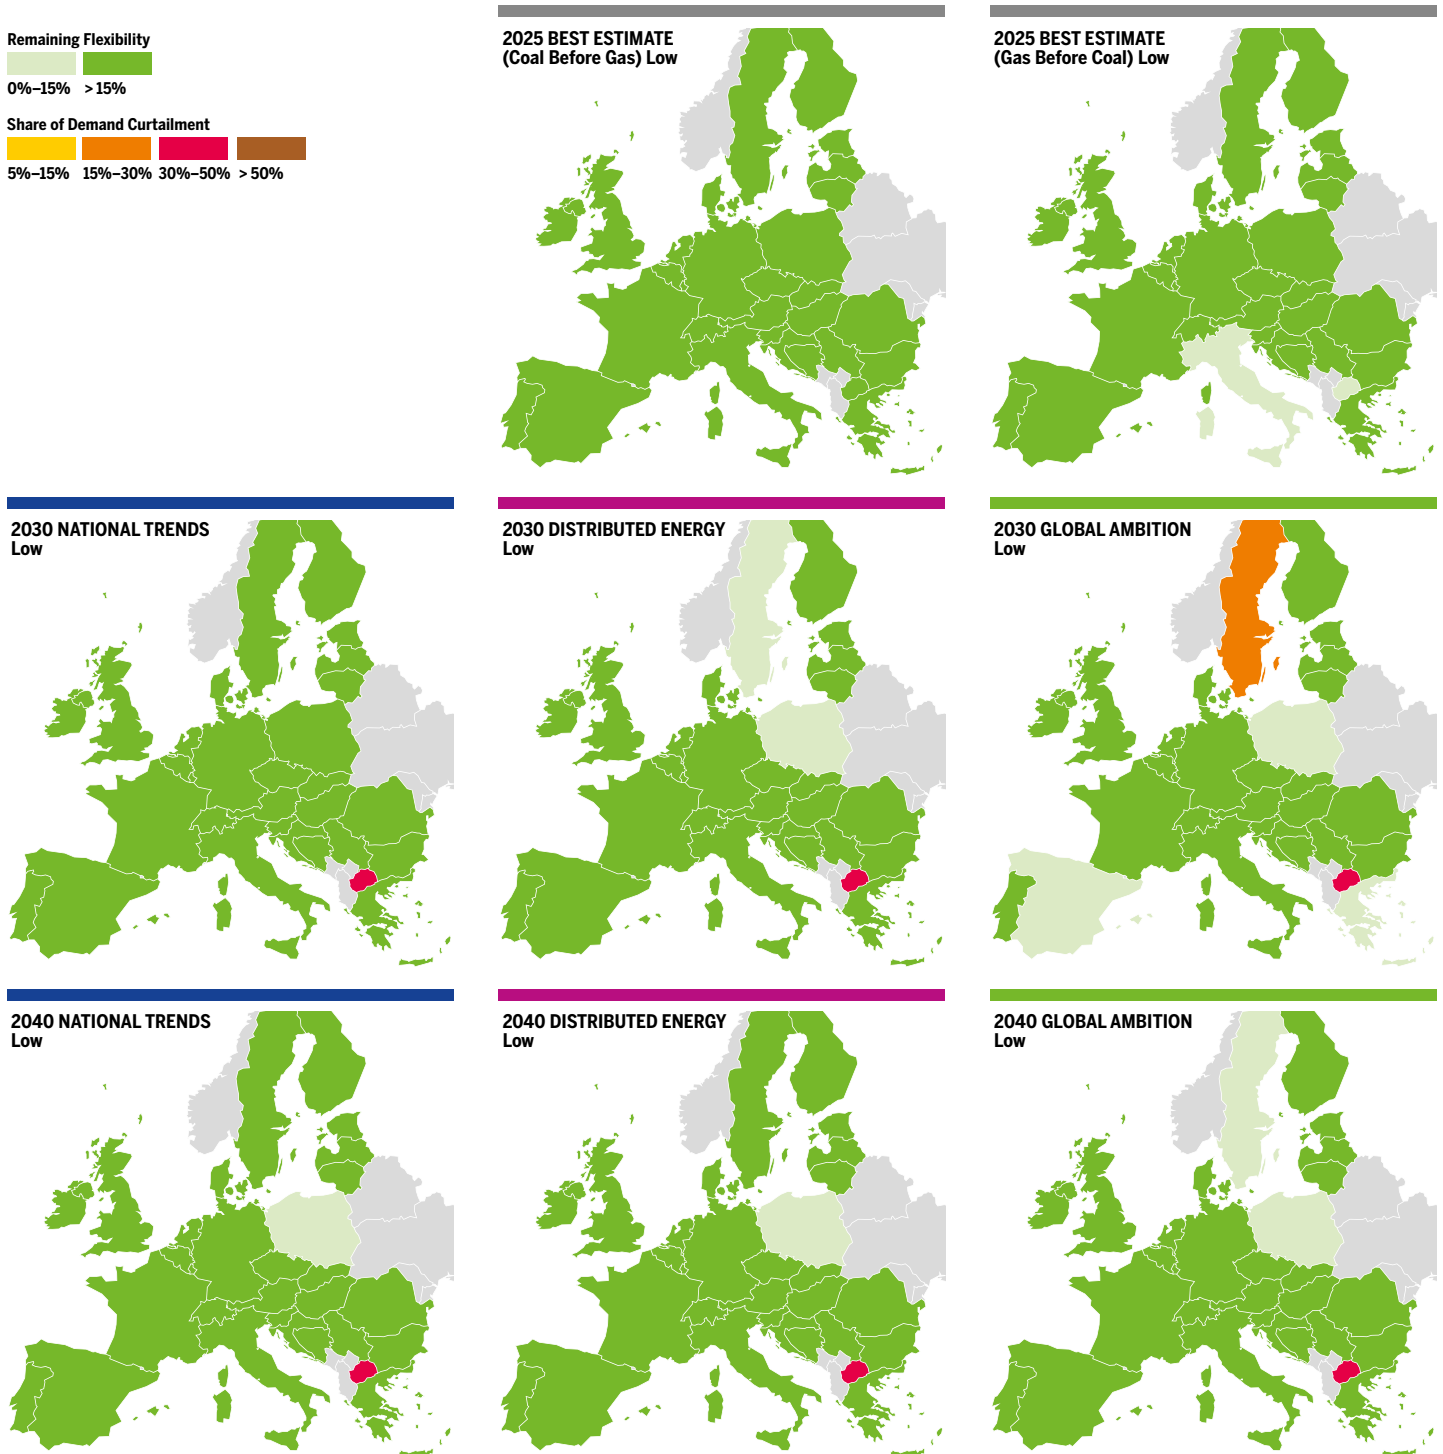 Remaining Flexibility
0%–15% > 15%
Share of Demand Curtailment
5%–15% 15%–30% 30%–50% > 50%
2025 BEST ESTIMATE
(Coal Before Gas) Low
2025 BEST ESTIMATE
(Gas Before Coal) Low
2030 NATIONAL TRENDS
Low
2030 DISTRIBUTED ENERGY
Low
2030 GLOBAL AMBITION
Low
2040 NATIONAL TRENDS
Low
2040 DISTRIBUTED ENERGY
Low
2040 GLOBAL AMBITION
Low